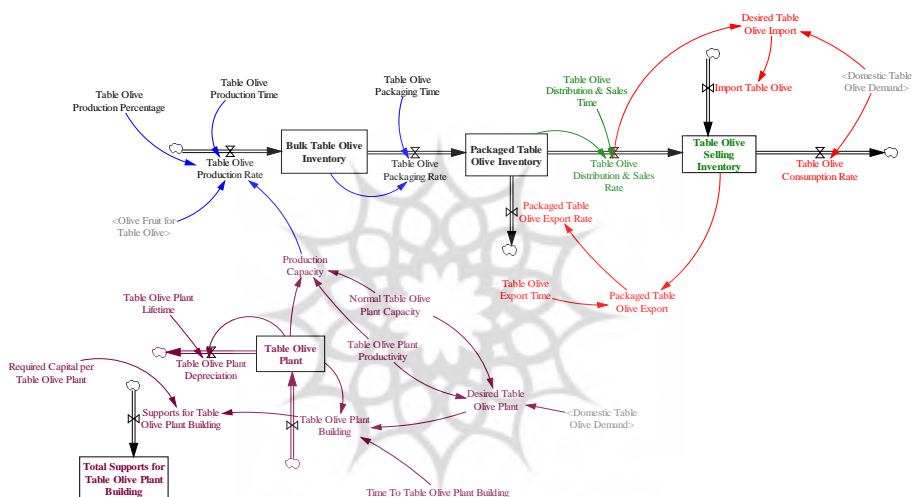 Desired Table
Olive Import
Table Olive
Production Percentage
Table Olive
Production Time
Table Olive
Packaging Time
Table Olive
Distribution & Sales
Time
Import Table Olive
<Domestic Table
Olive Demand>
Bulk Table Olive
Inventory
Packaged Table
Olive Inventory
Table Olive
Selling
Inventory
Table Olive
Production Rate
Table Olive
Packaging Rate
Table Olive
Distribution & Sales
Rate
Table Olive
Consumption Rate
<Olive Fruit for
Table Olive>
Packaged Table
Olive Export Rate
Production
Capacity
Table Olive
Export Time
Packaged Table
Olive Export
Table Olive Plant
Lifetime
Normal Table Olive
Plant Capacity
Table Olive
Plant
Table Olive Plant
Productivity
Required Capital per
Table Olive Plant
Table Olive Plant
Depreciation
Desired Table
Olive Plant
<Domestic Table
Olive Demand>
Supports for Table
Olive Plant Building
Table Olive Plant
Building
Total Supports for
Table Olive Plant
Building
Time To Table Olive Plant Building